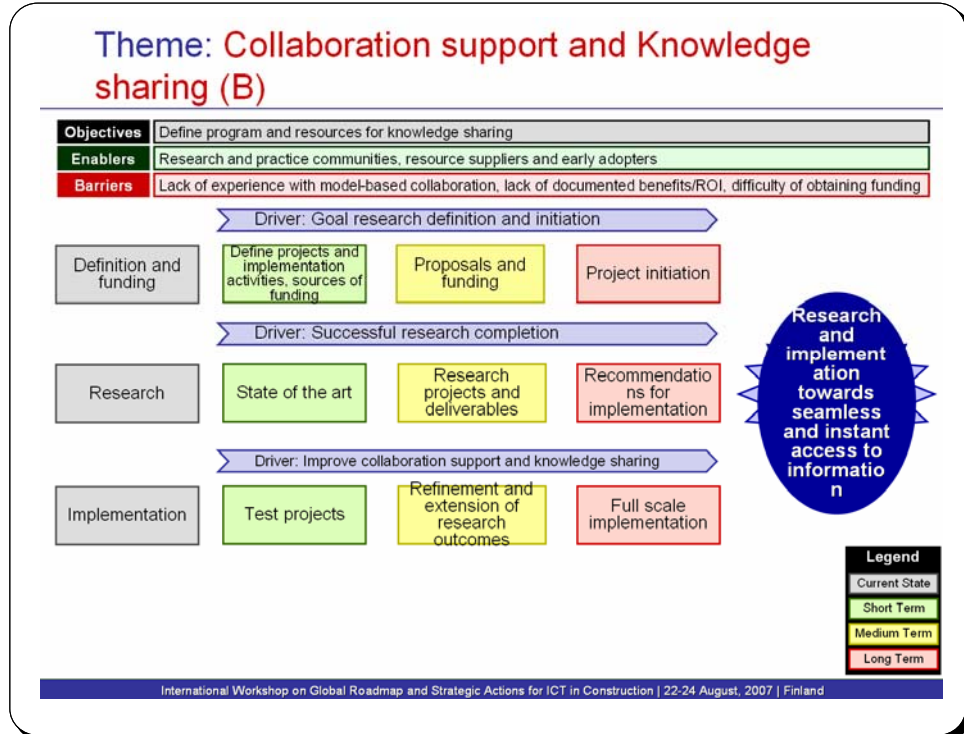 Theme: Collaboration support and Knowledge
sharing (B)
Objectives Define program and resources for knowledge sharing
Enablers Research and practice communities, resource suppliers and early adopters
Barriers Lack of experience with model-based collaboration, lack of documented benefits/ROI, difficulty of obtaining funding
Driver: Goal research definition and initiation
Definition and
funding
Define projects and
implementation
activities, sources of
funding
Proposals and
funding
Project initiation
Driver: Successful research completion
Research
State of the art
Research
projects and
deliverables
Recommendatio
ns for
implementation
Driver: Improve collaboration support and knowledge sharing
Implementation
Test projects
Refinement and
extension of
research
outcomes
Full scale
implementation
Research
and
implement
ation
towards
seamless
and instant
access to
informatio
n
Legend
Current State
Short Term
Medium Term
Long Term
International Workshop on Global Roadmap and Strategic Actions for ICT in Construction | 22-24 August, 2007 | Finland